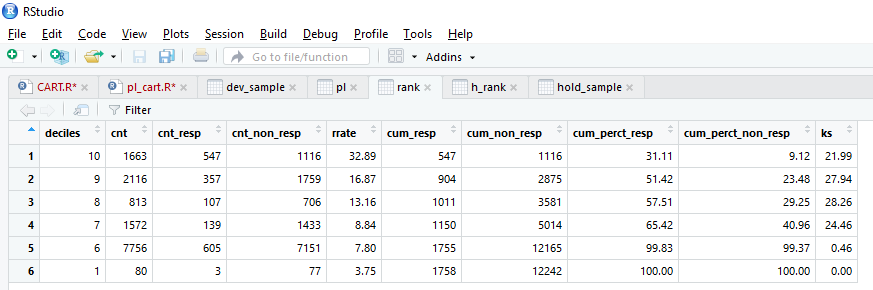 RStudio
File Edit Code View Plots Session Build Debug Profile Tools Help
Go to file/function Addins
CART.R* pl_cart.R* dev_sample pl rank h_rank hold_sample
Filter
deciles cnt cnt_resp cnt_non_resp rrate cum_resp cum_non_resp cum_perct_resp cum_perct_non_resp ks
1 10 1663 547 1116 32.89 547 1116 31.11 9.12 21.99
2 9 2116 357 1759 16.87 904 2875 51.42 23.48 27.94
3 8 813 107 706 13.16 1011 3581 57.51 29.25 28.26
4 7 1572 139 1433 8.84 1150 5014 65.42 40.96 24.46
5 6 7756 605 7151 7.80 1755 12165 99.83 99.37 0.46
6 1 80 3 77 3.75 1758 12242 100.00 100.00 0.00